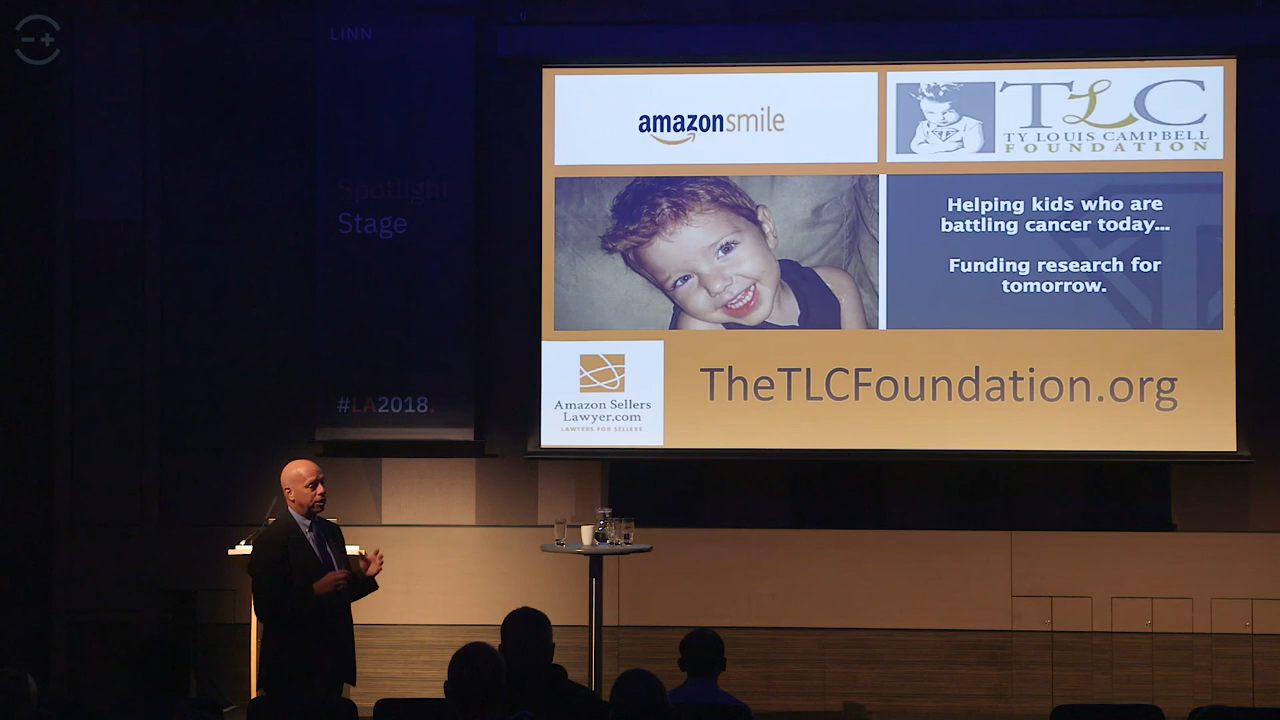 LINN
Spotlight
Stage
#LA2018.
amazonsmile
TLC
TY LOUIS CAMPBELL
FOUNDATION
Helping kids who are
battling cancer today...
Funding research for
tomorrow.
Amazon Sellers
Lawyer.com
LAWYERS FOR SELLERS
TheTLCFoundation.org